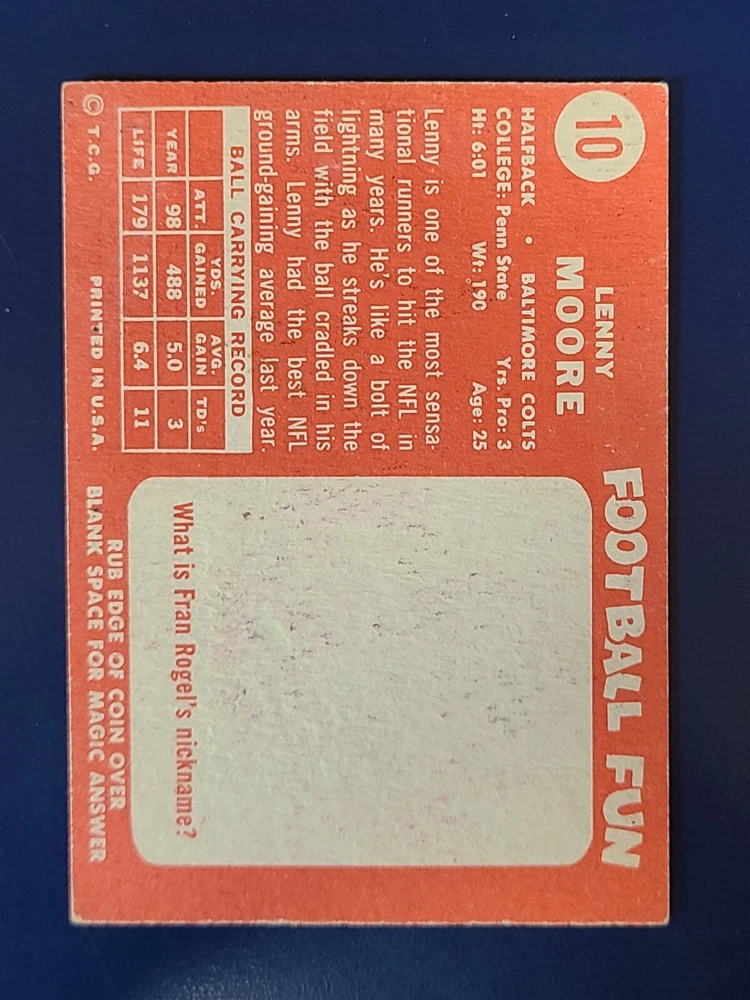 10
LENNY
MOORE
HALFBACK • BALTIMORE COLTS
COLLEGE: Penn State Yrs. Pro: 3
Ht: 6:01 Wt: 190 Age: 25
Lenny is one of the most sensa-
tional runners to hit the NFL in
many years. He's like a bolt of
lightning as he streaks down the
field with the ball cradled in his
arms. Lenny had the best NFL
ground-gaining average last year.
BALL CARRYING RECORD
ATT. YDS. GAINED AVG. GAIN TD's
YEAR 98 488 5.0 3
LIFE 179 1137 6.4 11
© T.C.G. PRINTED IN U.S.A.
FOOTBALL FUN
What is Fran Rogel's nickname?
RUB EDGE OF COIN OVER
BLANK SPACE FOR MAGIC ANSWER